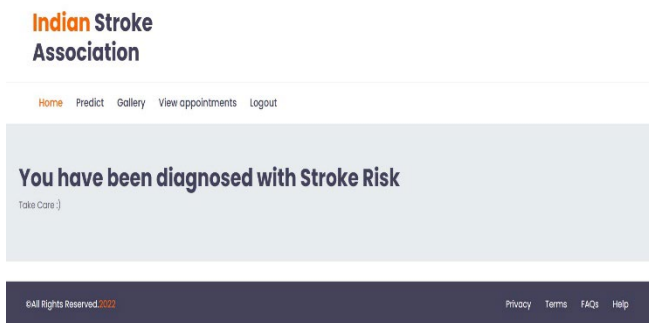 Indian Stroke
Association
Home Predict Gallery View appointments Logout
You have been diagnosed with Stroke Risk
Take Care :)
©All Rights Reserved.2022 Privacy Terms FAQs Help